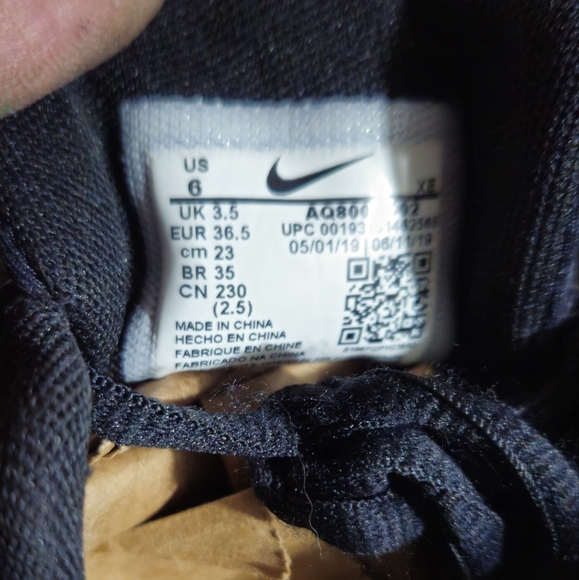 US
6
XE
UK 3.5
EUR 36.5
cm 23
BR 35
CN 230
(2.5)
AQ800
UPC
05/01/19 | 06/11/19
MADE IN CHINA
HECHO EN CHINA
FABRIQUE EN CHINE
FABRICADO NA CHINA